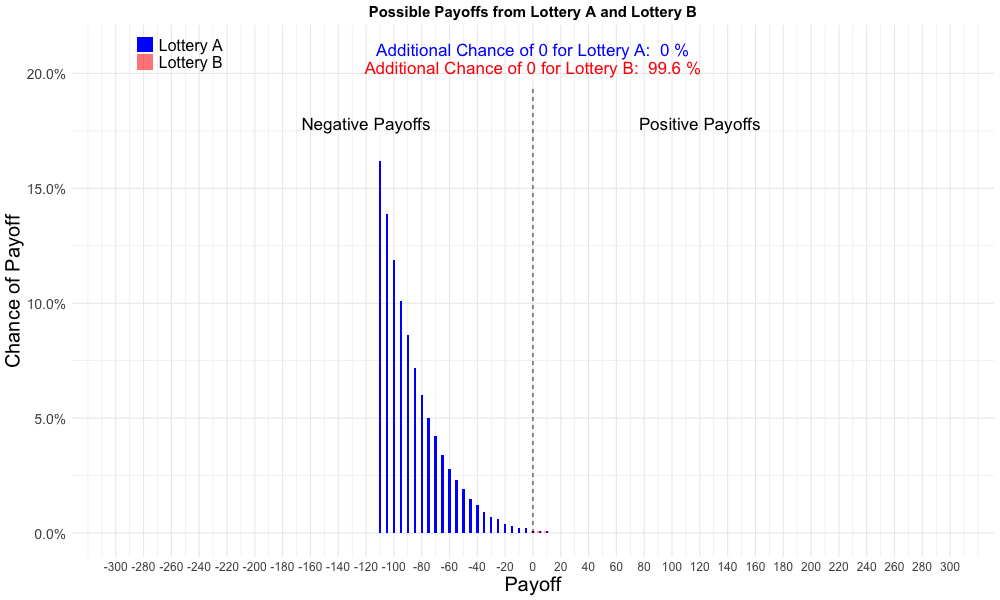 Possible Payoffs from Lottery A and Lottery B
Lottery A
Lottery B
Additional Chance of 0 for Lottery A: 0 %
Additional Chance of 0 for Lottery B: 99.6 %
Negative Payoffs
Positive Payoffs
Chance of Payoff
20.0%
15.0%
10.0%
5.0%
0.0%
-300 -280 -260 -240 -220 -200 -180 -160 -140 -120 -100 -80 -60 -40 -20 0 20 40 60 80 100 120 140 160 180 200 220 240 260 280 300
Payoff